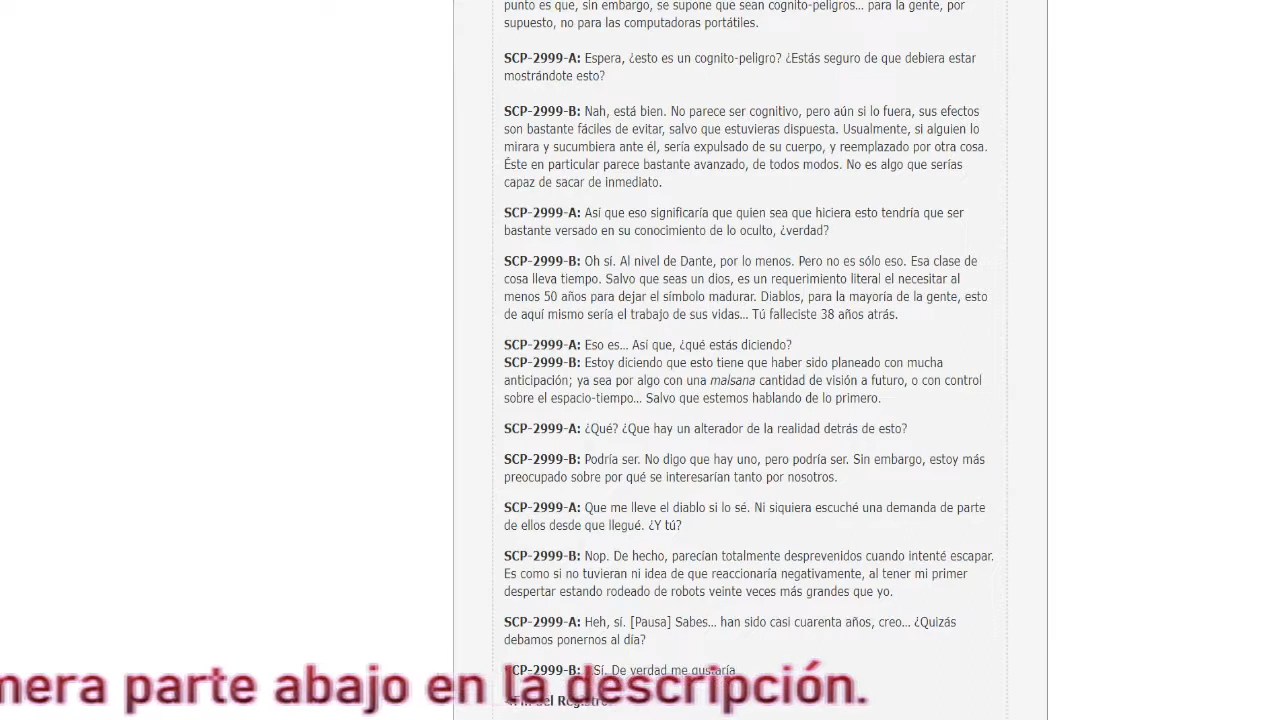 punto es que, sin embargo, se supone que sean cognito-peligros... para la gente, por
supuesto, no para las computadoras portátiles.
SCP-2999-A: Espera, ¿esto es un cognito-peligro? ¿Estás seguro de que debiera estar
mostrándote esto?
SCP-2999-B: Nah, está bien. No parece ser cognitivo, pero aún si lo fuera, sus efectos
son bastante fáciles de evitar, salvo que estuvieras dispuesta. Usualmente, si alguien lo
mirara y sucumbiera ante él, sería expulsado de su cuerpo, y reemplazado por otra cosa.
Éste en particular parece bastante avanzado, de todos modos. No es algo que serías
capaz de sacar de inmediato.
SCP-2999-A: Así que eso significaría que quien sea que hiciera esto tendría que ser
bastante versado en su conocimiento de lo oculto, ¿verdad?
SCP-2999-B: Oh sí. Al nivel de Dante, por lo menos. Pero no es sólo eso. Esa clase de
cosa lleva tiempo. Salvo que seas un dios, es un requerimiento literal el necesitar al
menos 50 años para dejar el símbolo madurar. Diablos, para la mayoría de la gente, esto
de aquí mismo sería el trabajo de sus vidas... Tú falleciste 38 años atrás.
SCP-2999-A: Eso es... Así que, ¿qué estás diciendo?
SCP-2999-B: Estoy diciendo que esto tiene que haber sido planeado con mucha
anticipación; ya sea por algo con una malsana cantidad de visión a futuro, o con control
sobre el espacio-tiempo... Salvo que estemos hablando de lo primero.
SCP-2999-A: ¿Qué? ¿Que hay un alterador de la realidad detrás de esto?
SCP-2999-B: Podría ser. No digo que hay uno, pero podría ser. Sin embargo, estoy más
preocupado sobre por qué se interesarían tanto por nosotros.
SCP-2999-A: Que me lleve el diablo si lo sé. Ni siquiera escuché una demanda de parte
de ellos desde que llegué. ¿Y tú?
SCP-2999-B: Nop. De hecho, parecían totalmente desprevenidos cuando intenté escapar.
Es como si no tuvieran ni idea de que reaccionaría negativamente, al tener mi primer
despertar estando rodeado de robots veinte veces más grandes que yo.
SCP-2999-A: Heh, sí. [Pausa] Sabes... han sido casi cuarenta años, creo... ¿Quizás
debamos ponernos al día?
SCP-2999-B: Sí. De verdad me gustaría
mera parte abajo en la descripción.
del Registro